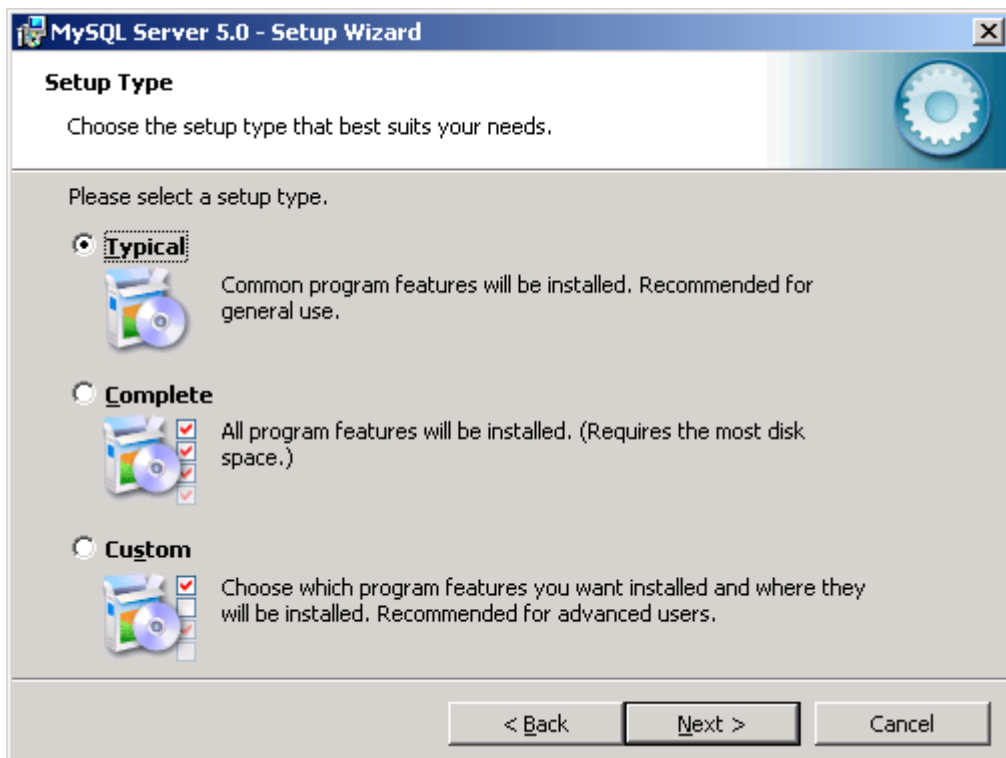 MySQL Server 5.0 - Setup Wizard
Setup Type
Choose the setup type that best suits your needs.
Please select a setup type.
Typical
Common program features will be installed. Recommended for
general use.
Complete
All program features will be installed. (Requires the most disk
space.)
Custom
Choose which program features you want installed and where they
will be installed. Recommended for advanced users.
< Back
Next >
Cancel